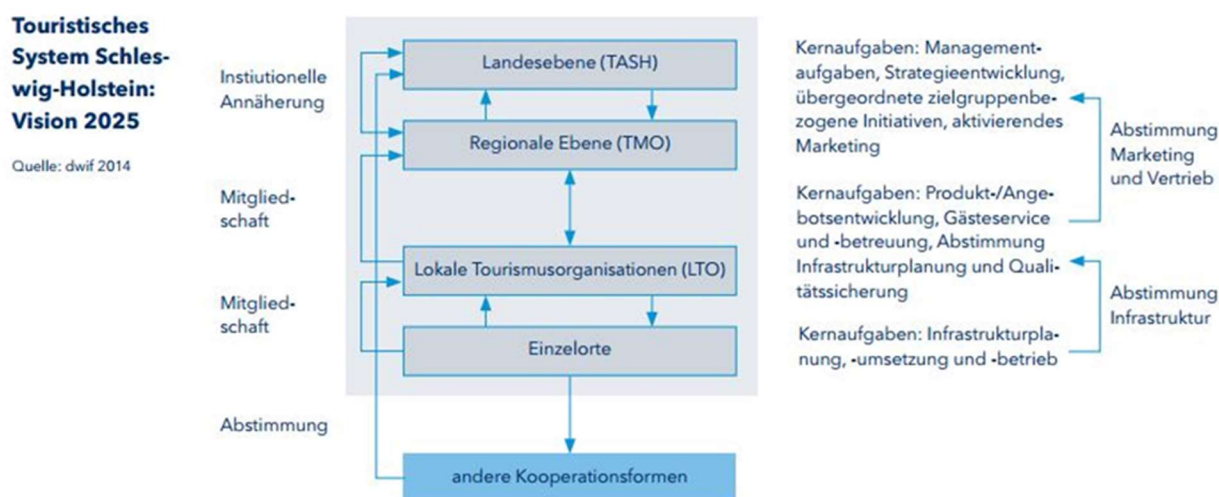 Touristisches
System Schles-
wig-Holstein:
Vision 2025
Quelle: dwif 2014
Instiutionelle
Annäherung
Mitglied-
schaft
Mitglied-
schaft
Abstimmung
Landesebene (TASH)
Regionale Ebene (TMO)
Lokale Tourismusorganisationen (LTO)
Einzelorte
andere Kooperationsformen
Kernaufgaben: Management-
aufgaben, Strategieentwicklung,
übergeordnete zielgruppenbe-
zogene Initiativen, aktivierendes
Marketing
Kernaufgaben: Produkt-/Ange-
botsentwicklung, Gästeservice
und -betreuung, Abstimmung
Infrastrukturplanung und Quali-
tätssicherung
Kernaufgaben: Infrastrukturpla-
nung, -umsetzung und -betrieb
Abstimmung
Marketing
und Vertrieb
Abstimmung
Infrastruktur